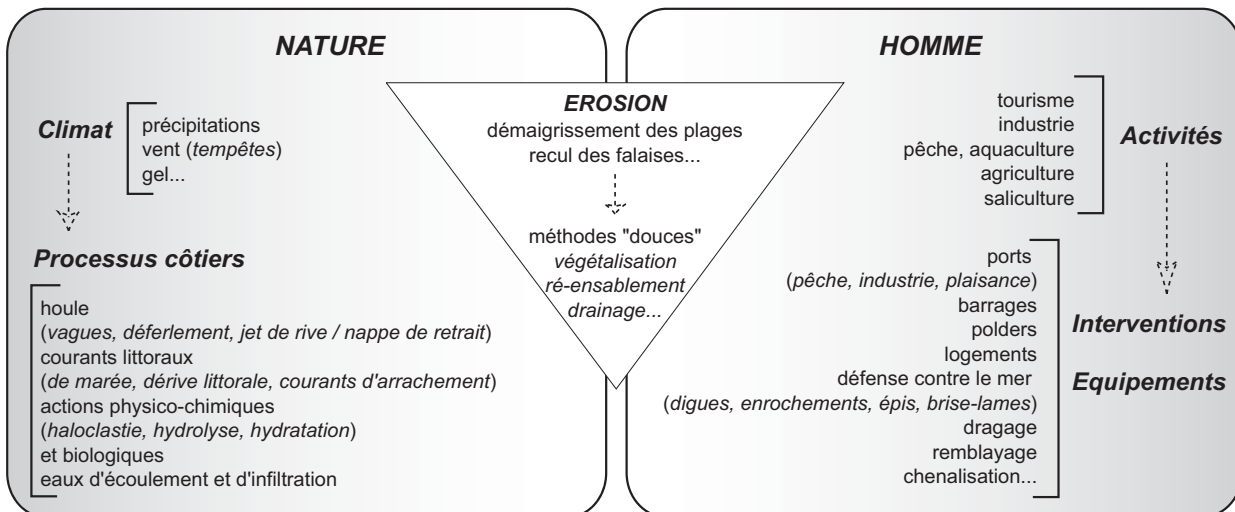 NATURE
Climat
précipitations
vent (tempêtes)
gel...
Processus côtiers
houle
(vagues, déferlement, jet de rive / nappe de retrait)
courants littoraux
(de marée, dérive littorale, courants d'arrachement)
actions physico-chimiques
(haloclastie, hydrolyse, hydratation)
et biologiques
eaux d'écoulement et d'infiltration
EROSION
démaigrissement des plages
recul des falaises...
méthodes "douces"
végétalisation
ré-ensablement
drainage...
HOMME
tourisme
industrie
pêche, aquaculture
agriculture
saliculture
Activités
ports
(pêche, industrie, plaisance)
barrages
polders
logements
défense contre le mer
(digues, enrochements, épis, brise-lames)
dragage
remblayage
chenalisation...
Interventions
Equipements